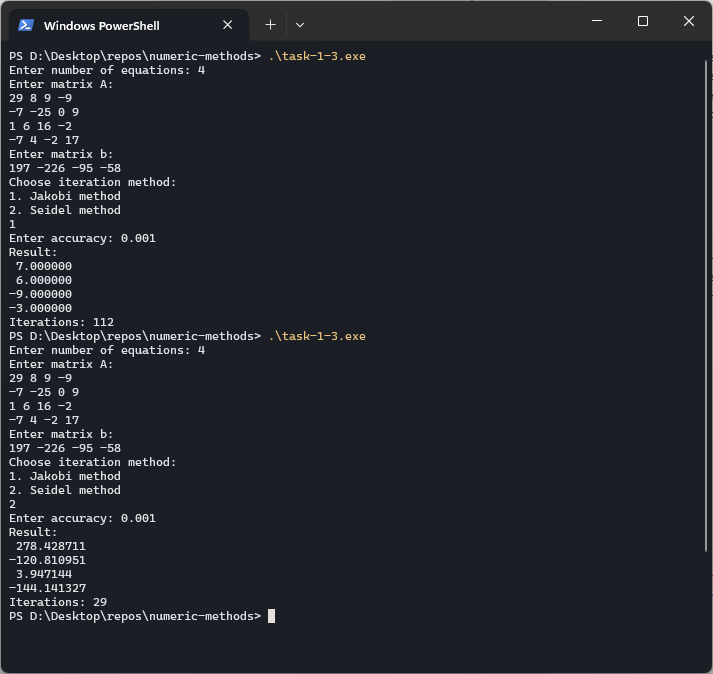 Windows PowerShell
PS D:\Desktop\repos\numeric-methods> .\task-1-3.exe
Enter number of equations: 4
Enter matrix A:
29 8 9 -9
-7 -25 0 9
1 6 16 -2
-7 4 -2 17
Enter matrix b:
197 -226 -95 -58
Choose iteration method:
1. Jakobi method
2. Seidel method
1
Enter accuracy: 0.001
Result:
 7.000000
 6.000000
-9.000000
-3.000000
Iterations: 112
PS D:\Desktop\repos\numeric-methods> .\task-1-3.exe
Enter number of equations: 4
Enter matrix A:
29 8 9 -9
-7 -25 0 9
1 6 16 -2
-7 4 -2 17
Enter matrix b:
197 -226 -95 -58
Choose iteration method:
1. Jakobi method
2. Seidel method
2
Enter accuracy: 0.001
Result:
 278.428711
-120.810951
 3.947144
-144.141327
Iterations: 29
PS D:\Desktop\repos\numeric-methods>